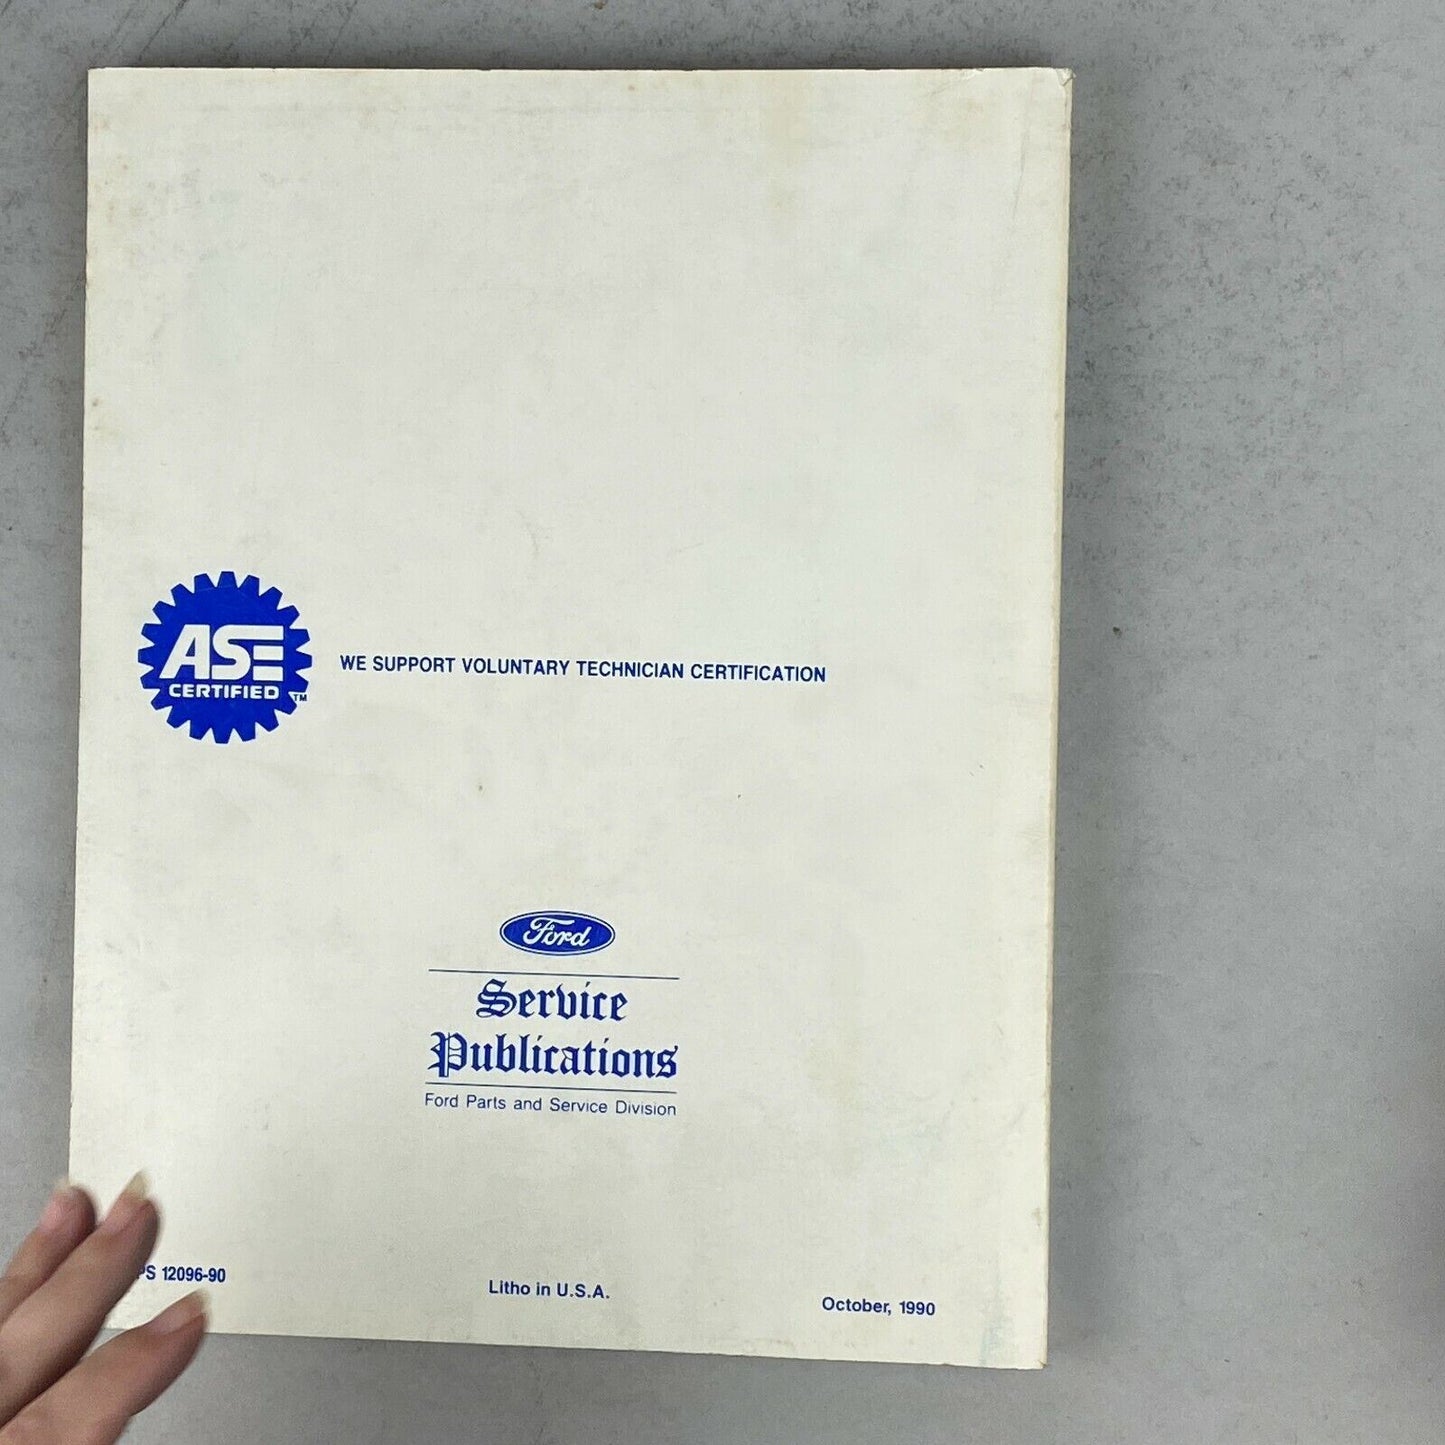 ASE
CERTIFIED TM
WE SUPPORT VOLUNTARY TECHNICIAN CERTIFICATION
Ford
Service
Publications
Ford Parts and Service Division
PS 12096-90
Litho in U.S.A.
October, 1990